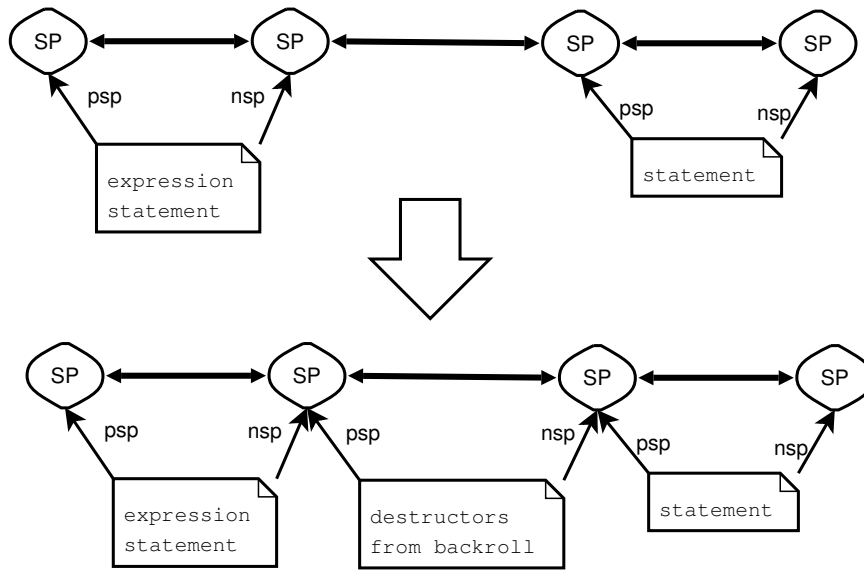 SP SP SP SP
psp nsp psp nsp
expression
statement
statement
SP SP SP SP
psp nsp psp nsp psp nsp
expression
statement
destructors
from backroll
statement